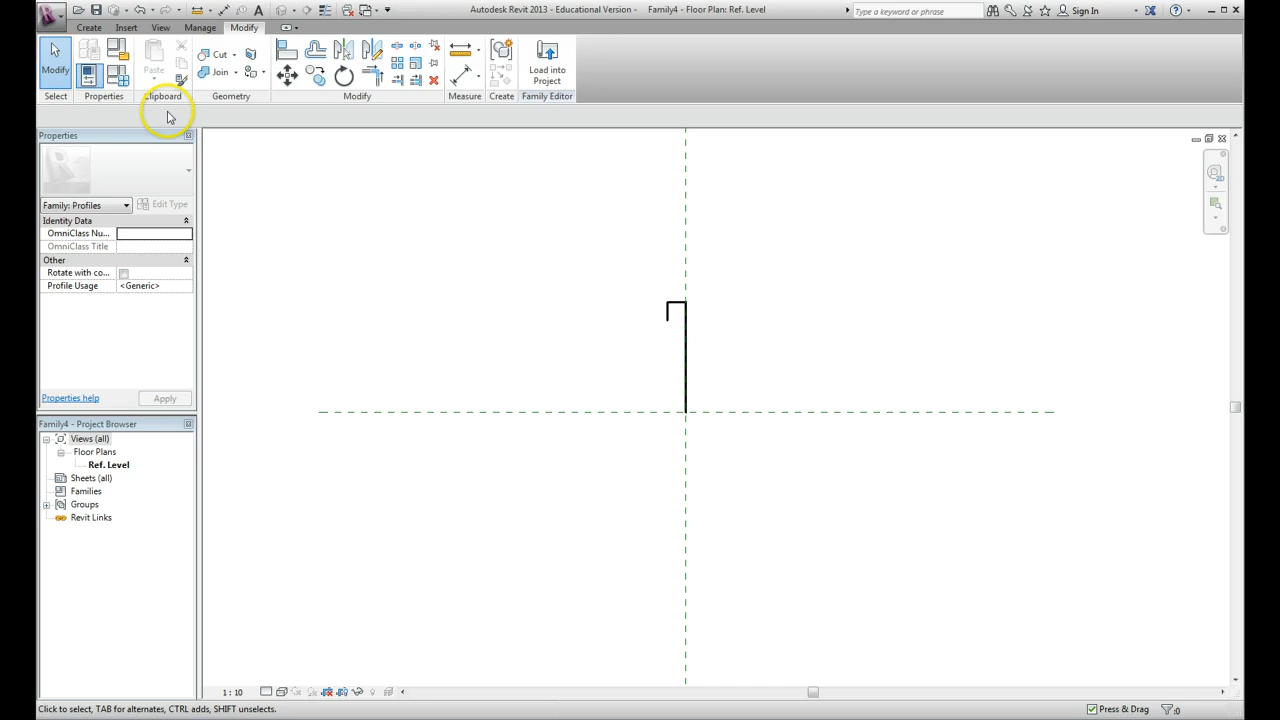 Autodesk Revit 2013 - Educational Version - Family4 - Floor Plan: Ref. Level
Type a keyword or phrase
Sign In
Create Insert View Manage Modify
Modify
Paste
Cut
Join
Load into
Project
Select
Properties
Clipboard
Geometry
Modify
Measure
Create
Family Editor
Properties
Family: Profiles
Edit Type
Identity Data
OmniClass Nu...
OmniClass Title
Other
Rotate with co...
Profile Usage
<Generic>
Properties help
Apply
Family4 - Project Browser
Views (all)
Floor Plans
Ref. Level
Sheets (all)
Families
Groups
Revit Links
1 : 10
Click to select, TAB for alternates, CTRL adds, SHIFT unselects.
Press & Drag
:0